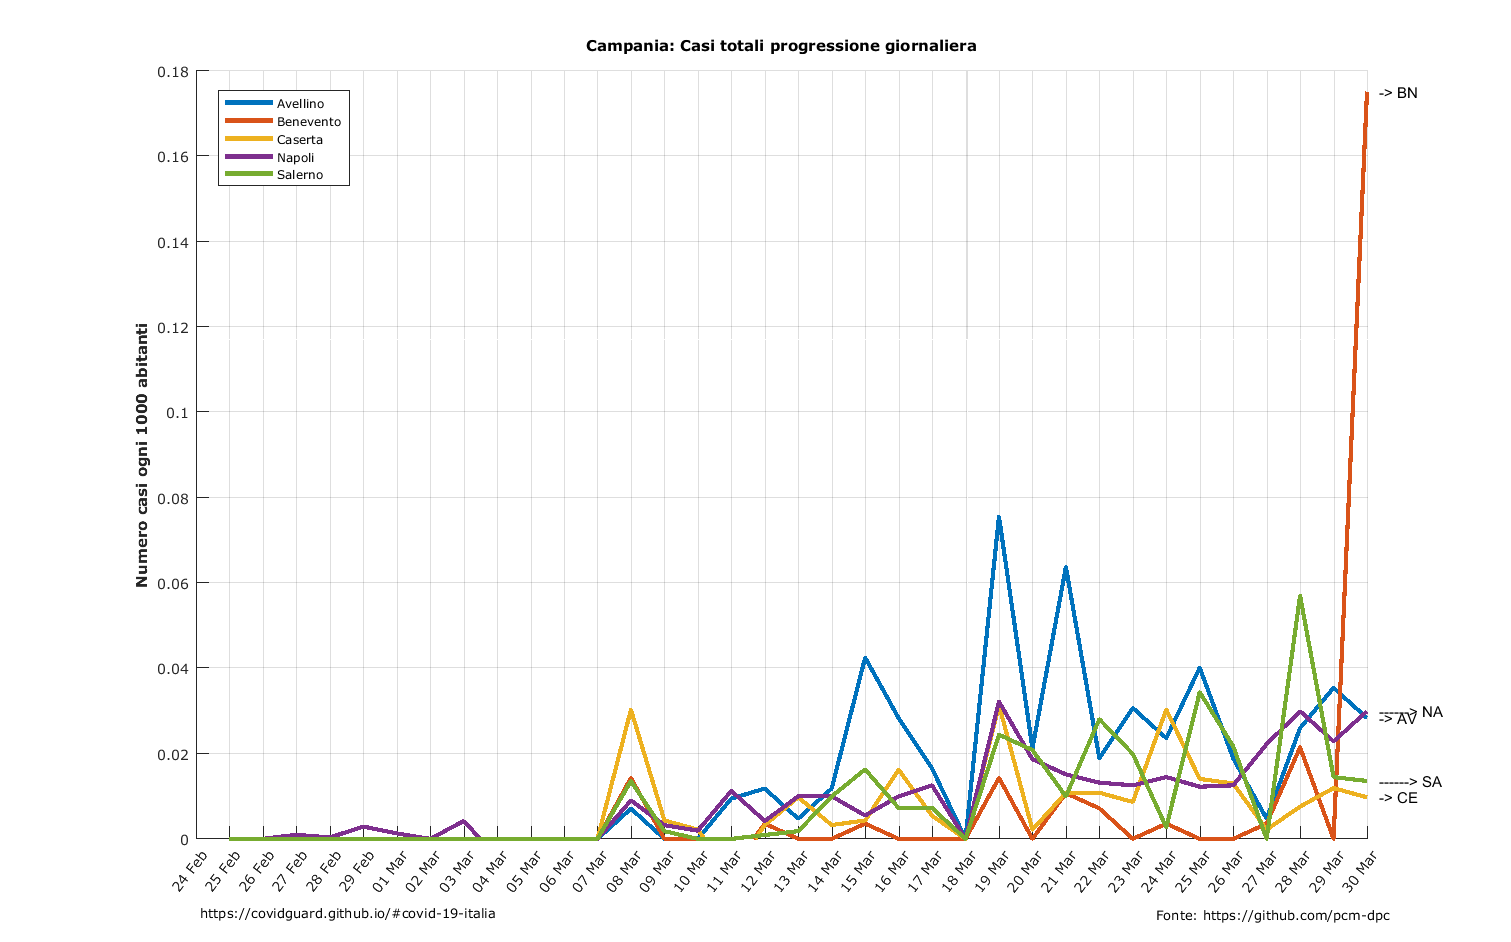 Campania: Casi totali progressione giornaliera
Numero casi ogni 1000 abitanti
0.18
0.16
0.14
0.12
0.1
0.08
0.06
0.04
0.02
0
Avellino
Benevento
Caserta
Napoli
Salerno
-> BN
------> NA
-> AV
------> SA
-> CE
24 Feb
25 Feb
26 Feb
27 Feb
28 Feb
29 Feb
01 Mar
02 Mar
03 Mar
04 Mar
05 Mar
06 Mar
07 Mar
08 Mar
09 Mar
10 Mar
11 Mar
12 Mar
13 Mar
14 Mar
15 Mar
16 Mar
17 Mar
18 Mar
19 Mar
20 Mar
21 Mar
22 Mar
23 Mar
24 Mar
25 Mar
26 Mar
27 Mar
28 Mar
29 Mar
30 Mar
https://covidguard.github.io/#covid-19-italia
Fonte: https://github.com/pcm-dpc